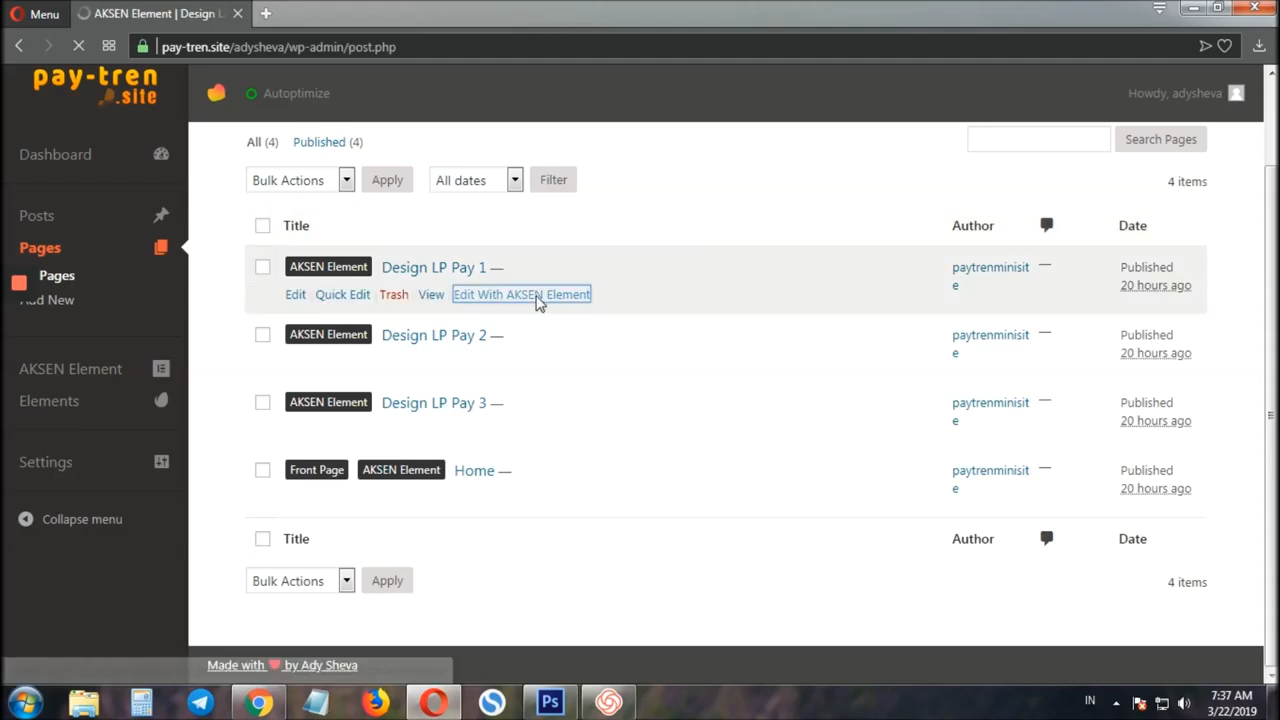 Menu
AKSEN Element | Design L
pay-tren.site/adysheva/wp-admin/post.php
pay-tren
.site
Autoptimize
Howdy, adysheva
Dashboard
Posts
Pages
Pages
Add New
AKSEN Element
Elements
Settings
Collapse menu
All (4) Published (4)
Search Pages
Bulk Actions Apply All dates Filter
4 items
Title Author Date
AKSEN Element Design LP Pay 1 — paytrenminisit — Published
e 20 hours ago
Edit Quick Edit Trash View Edit With AKSEN Element
AKSEN Element Design LP Pay 2 — paytrenminisit — Published
e 20 hours ago
AKSEN Element Design LP Pay 3 — paytrenminisit — Published
e 20 hours ago
Front Page AKSEN Element Home — paytrenminisit — Published
e 20 hours ago
Title Author Date
Bulk Actions Apply
4 items
Made with by Ady Sheva
Ps
IN
7:37 AM
3/22/2019